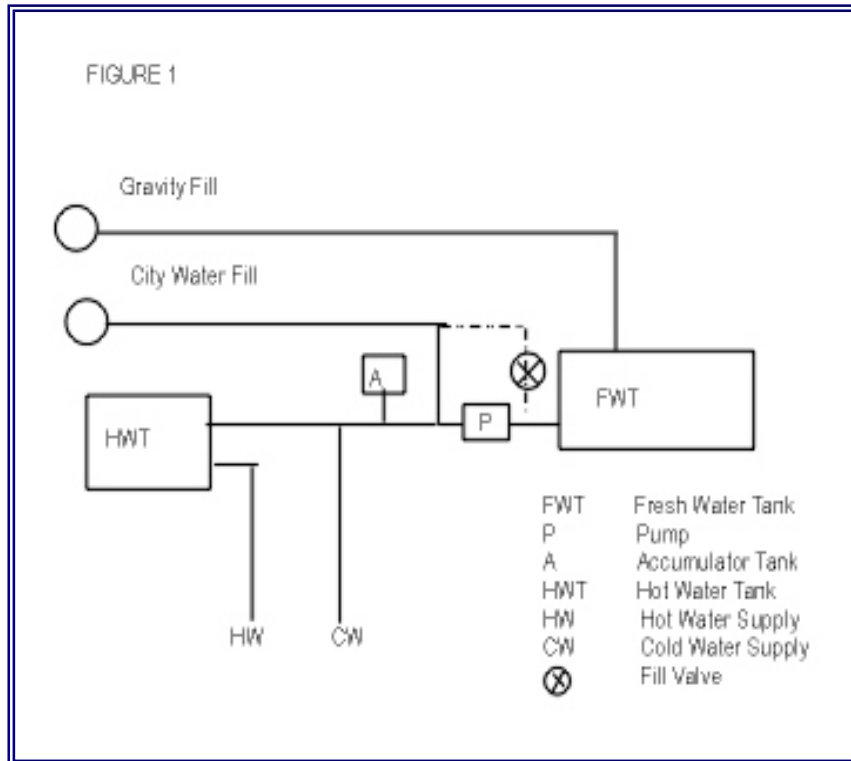 FIGURE 1
Gravity Fill
City Water Fill
A
FWT
P
HWT
FWT Fresh Water Tank
P Pump
A Accumulator Tank
HWT Hot Water Tank
HW Hot Water Supply
CW Cold Water Supply
Fill Valve
HW CW